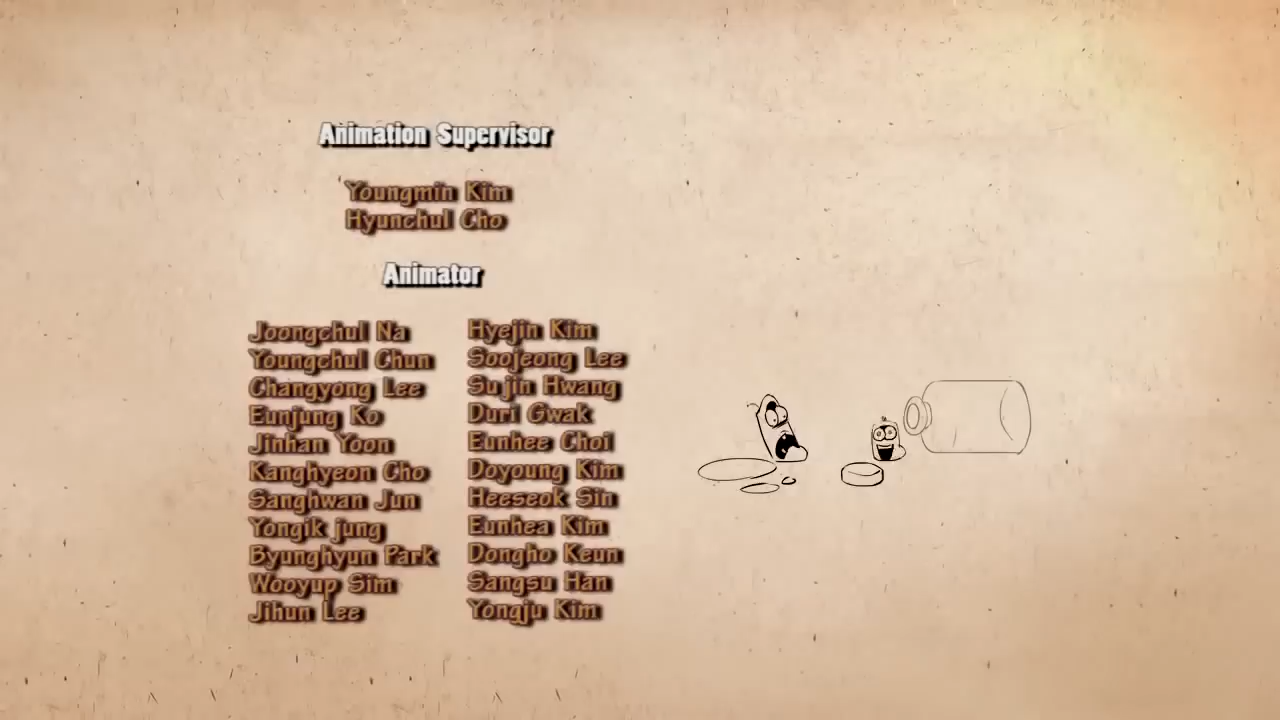 Animation Supervisor
Youngmin Kim
Hyunchul Cho
Animator
Joongchul Na
Youngchul Chun
Changyong Lee
Eunjung Ko
Jinhan Yoon
Kanghyeon Cho
Sanghwan Jun
Yongik jung
Byunghyun Park
Wooyup Sim
Jihun Lee
Hyejin Kim
Soojeong Lee
Sujin Hwang
Duri Gwak
Eunhee Choi
Doyoung Kim
Heeseok Sin
Eunhea Kim
Dongho Keun
Sangsu Han
Yongju Kim